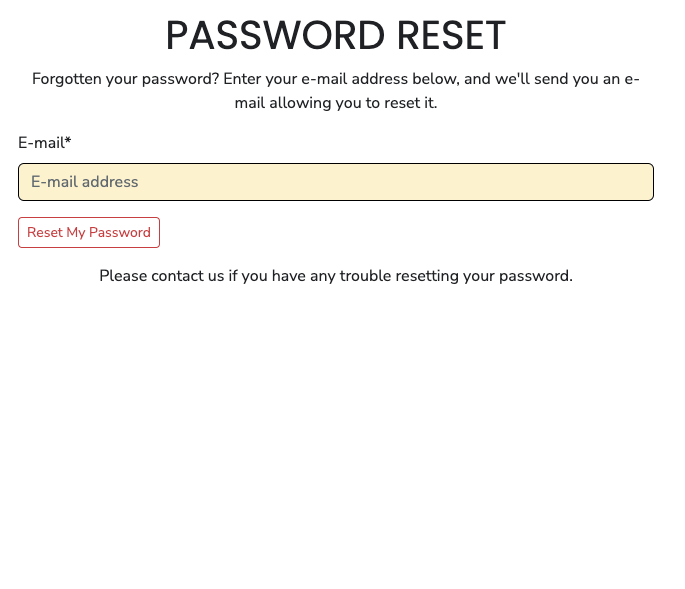 PASSWORD RESET
Forgotten your password? Enter your e-mail address below, and we'll send you an e-
mail allowing you to reset it.
E-mail*
E-mail address
Reset My Password
Please contact us if you have any trouble resetting your password.